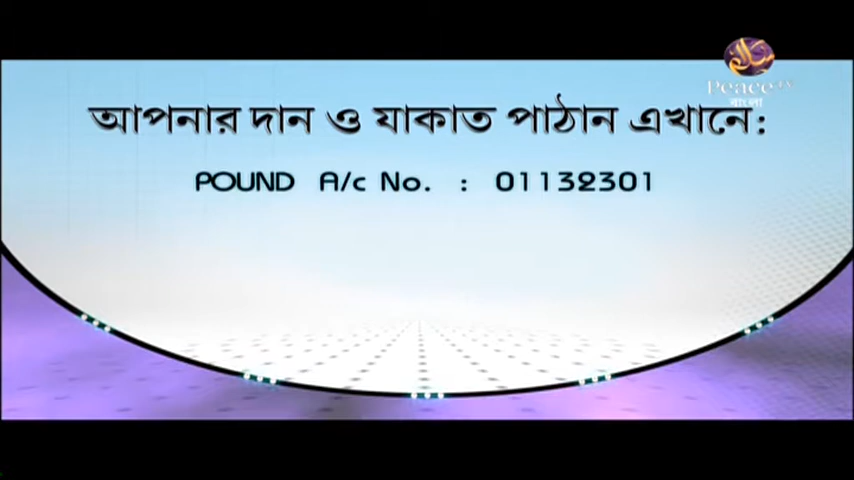 Peace TV
বাংলা
আপনার দান ও যাকাত পাঠান এখানে:
POUND A/c No. : 01132301